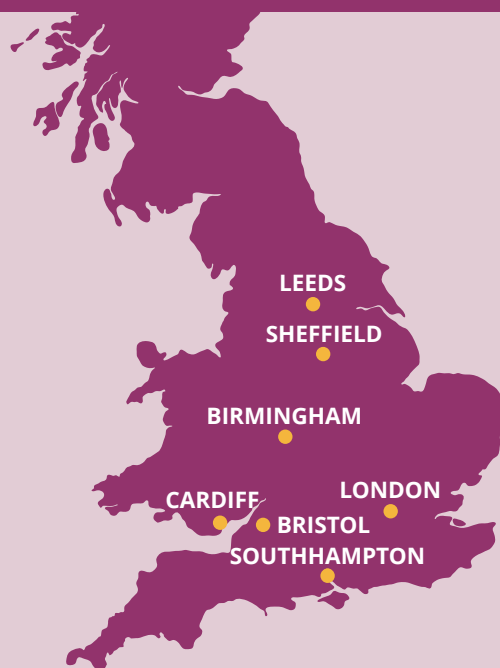 LEEDS
SHEFFIELD
BIRMINGHAM
LONDON
CARDIFF
BRISTOL
SOUTHHAMPTON